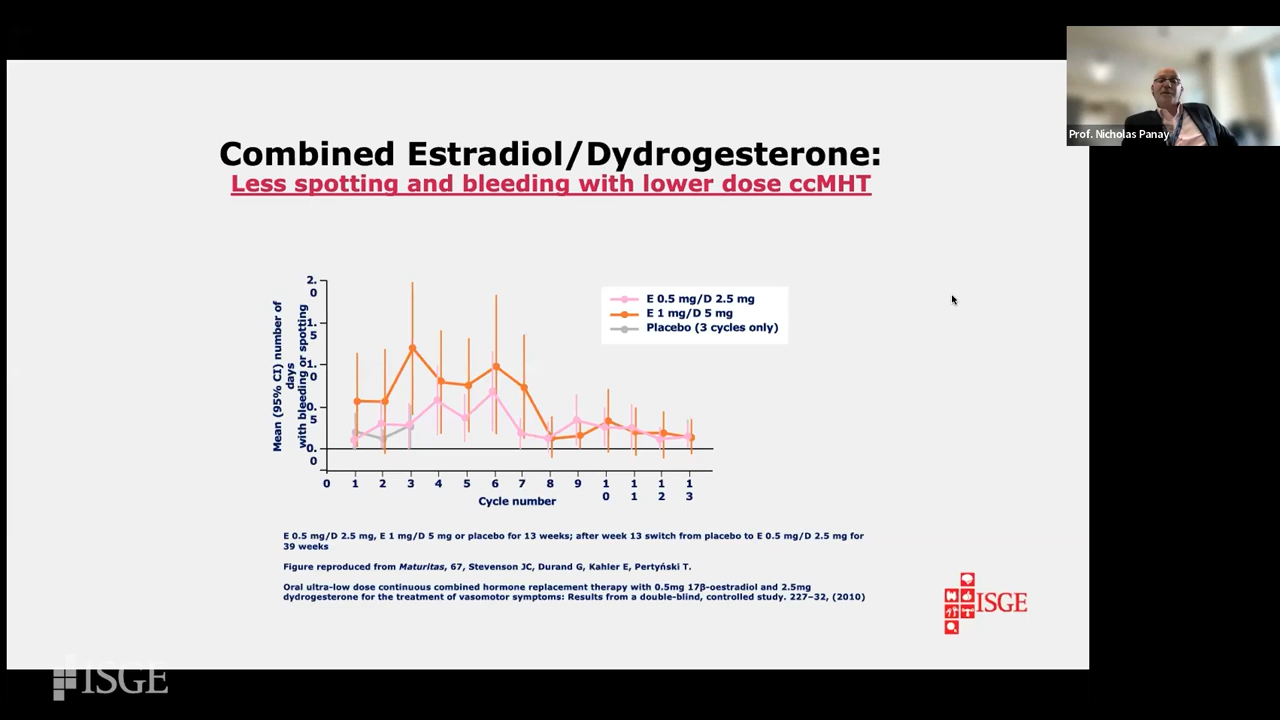 Prof. Nicholas Panay
Combined Estradiol/Dydrogesterone:
Less spotting and bleeding with lower dose ccMHT
Mean (95% CI) number of
days
with bleeding or spotting
2.
0
1.
5
1.
0
0.
5
0.
0
E 0.5 mg/D 2.5 mg
E 1 mg/D 5 mg
Placebo (3 cycles only)
0 1 2 3 4 5 6 7 8 9 1 1 1 1
0 1 2 3
Cycle number
E 0.5 mg/D 2.5 mg, E 1 mg/D 5 mg or placebo for 13 weeks; after week 13 switch from placebo to E 0.5 mg/D 2.5 mg for
39 weeks
Figure reproduced from Maturitas, 67, Stevenson JC, Durand G, Kahler E, Pertyński T.
Oral ultra-low dose continuous combined hormone replacement therapy with 0.5mg 17β-oestradiol and 2.5mg
dydrogesterone for the treatment of vasomotor symptoms: Results from a double-blind, controlled study. 227–32, (2010)
ISGE
ISGE